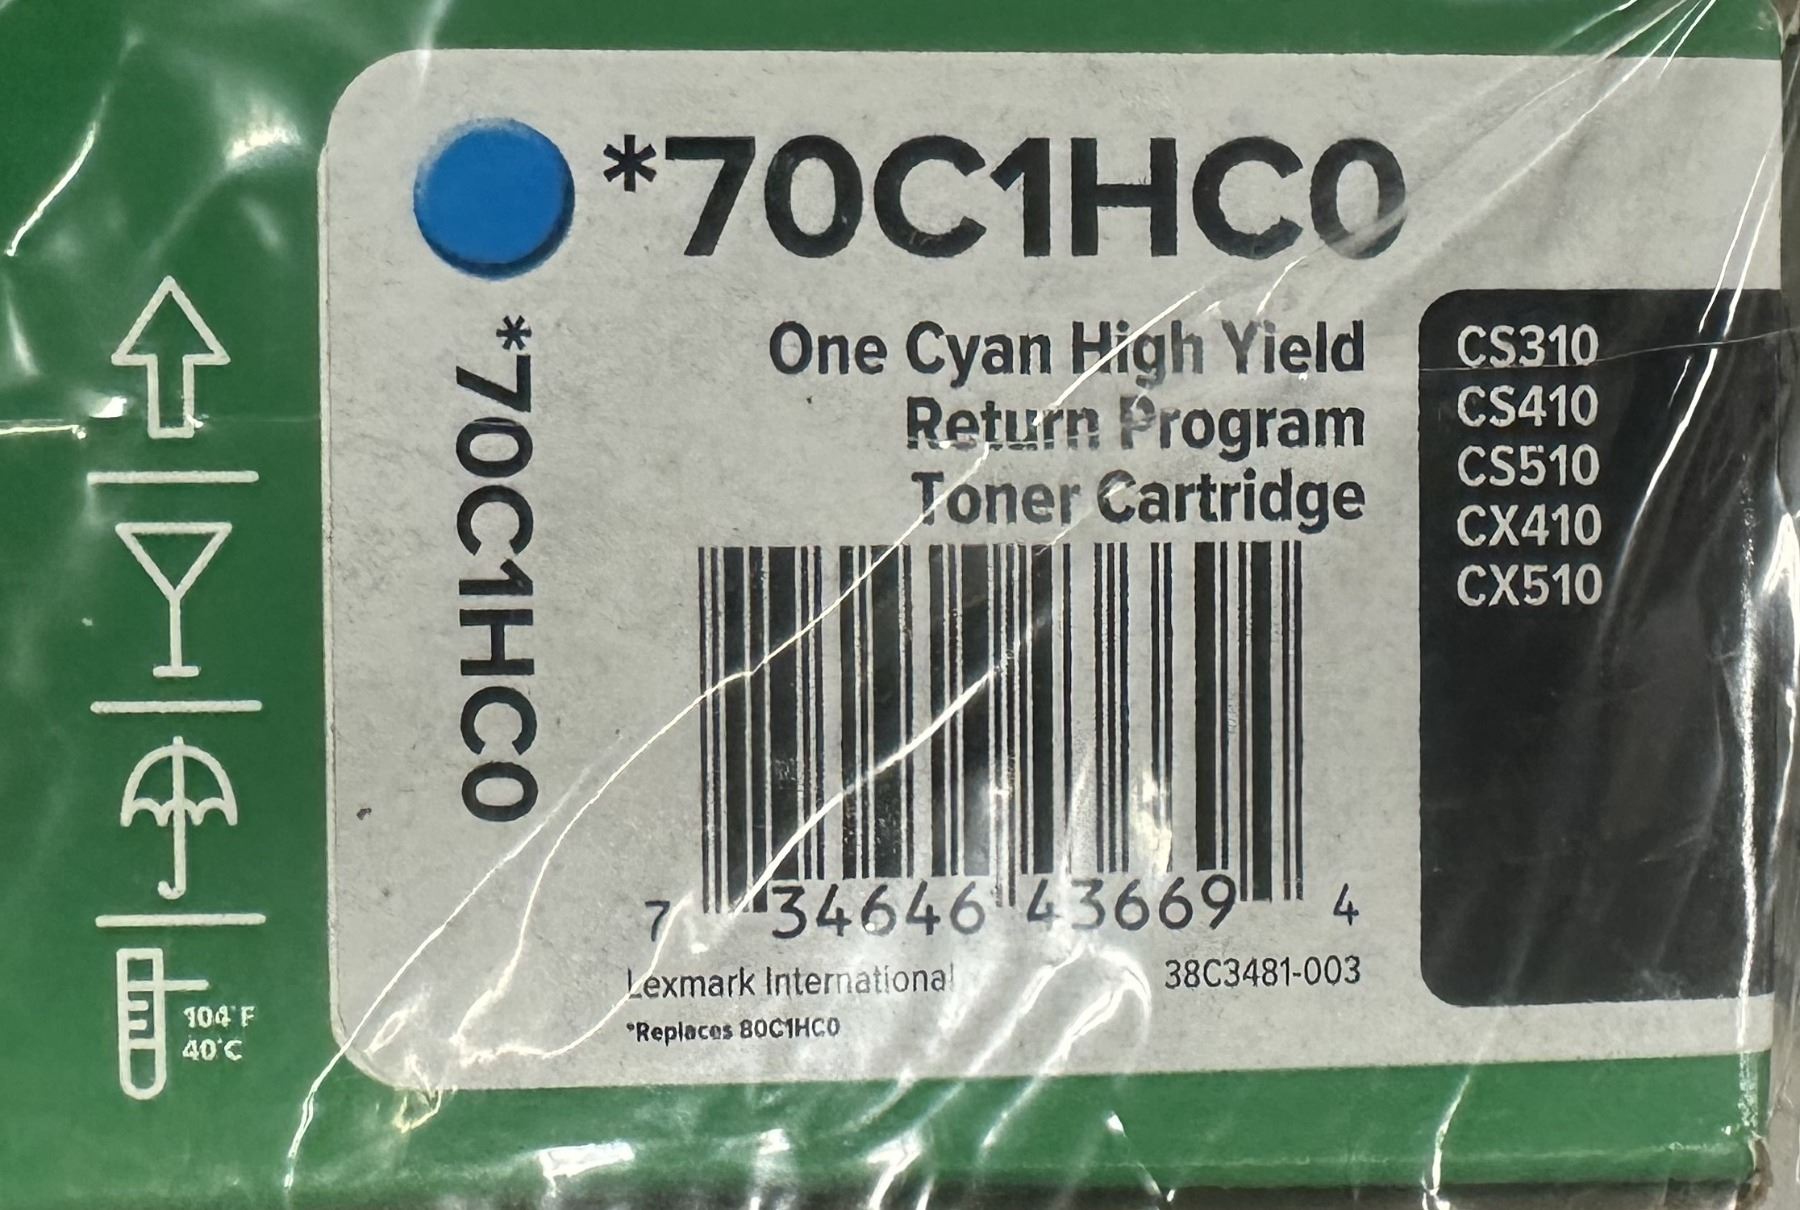 *70C1HC0
*70C1HC0
One Cyan High Yield
Return Program
Toner Cartridge
CS310
CS410
CS510
CX410
CX510
7 34646 43669 4
Lexmark International 38C3481-003
*Replaces 80C1HC0
104°F
40°C